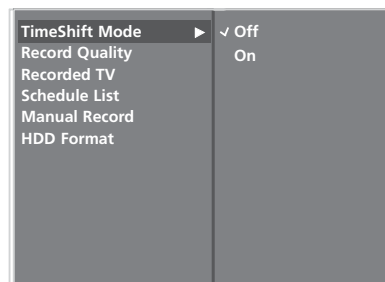 TimeShift Mode ▶ ✓ Off
Record Quality On
Recorded TV
Schedule List
Manual Record
HDD Format